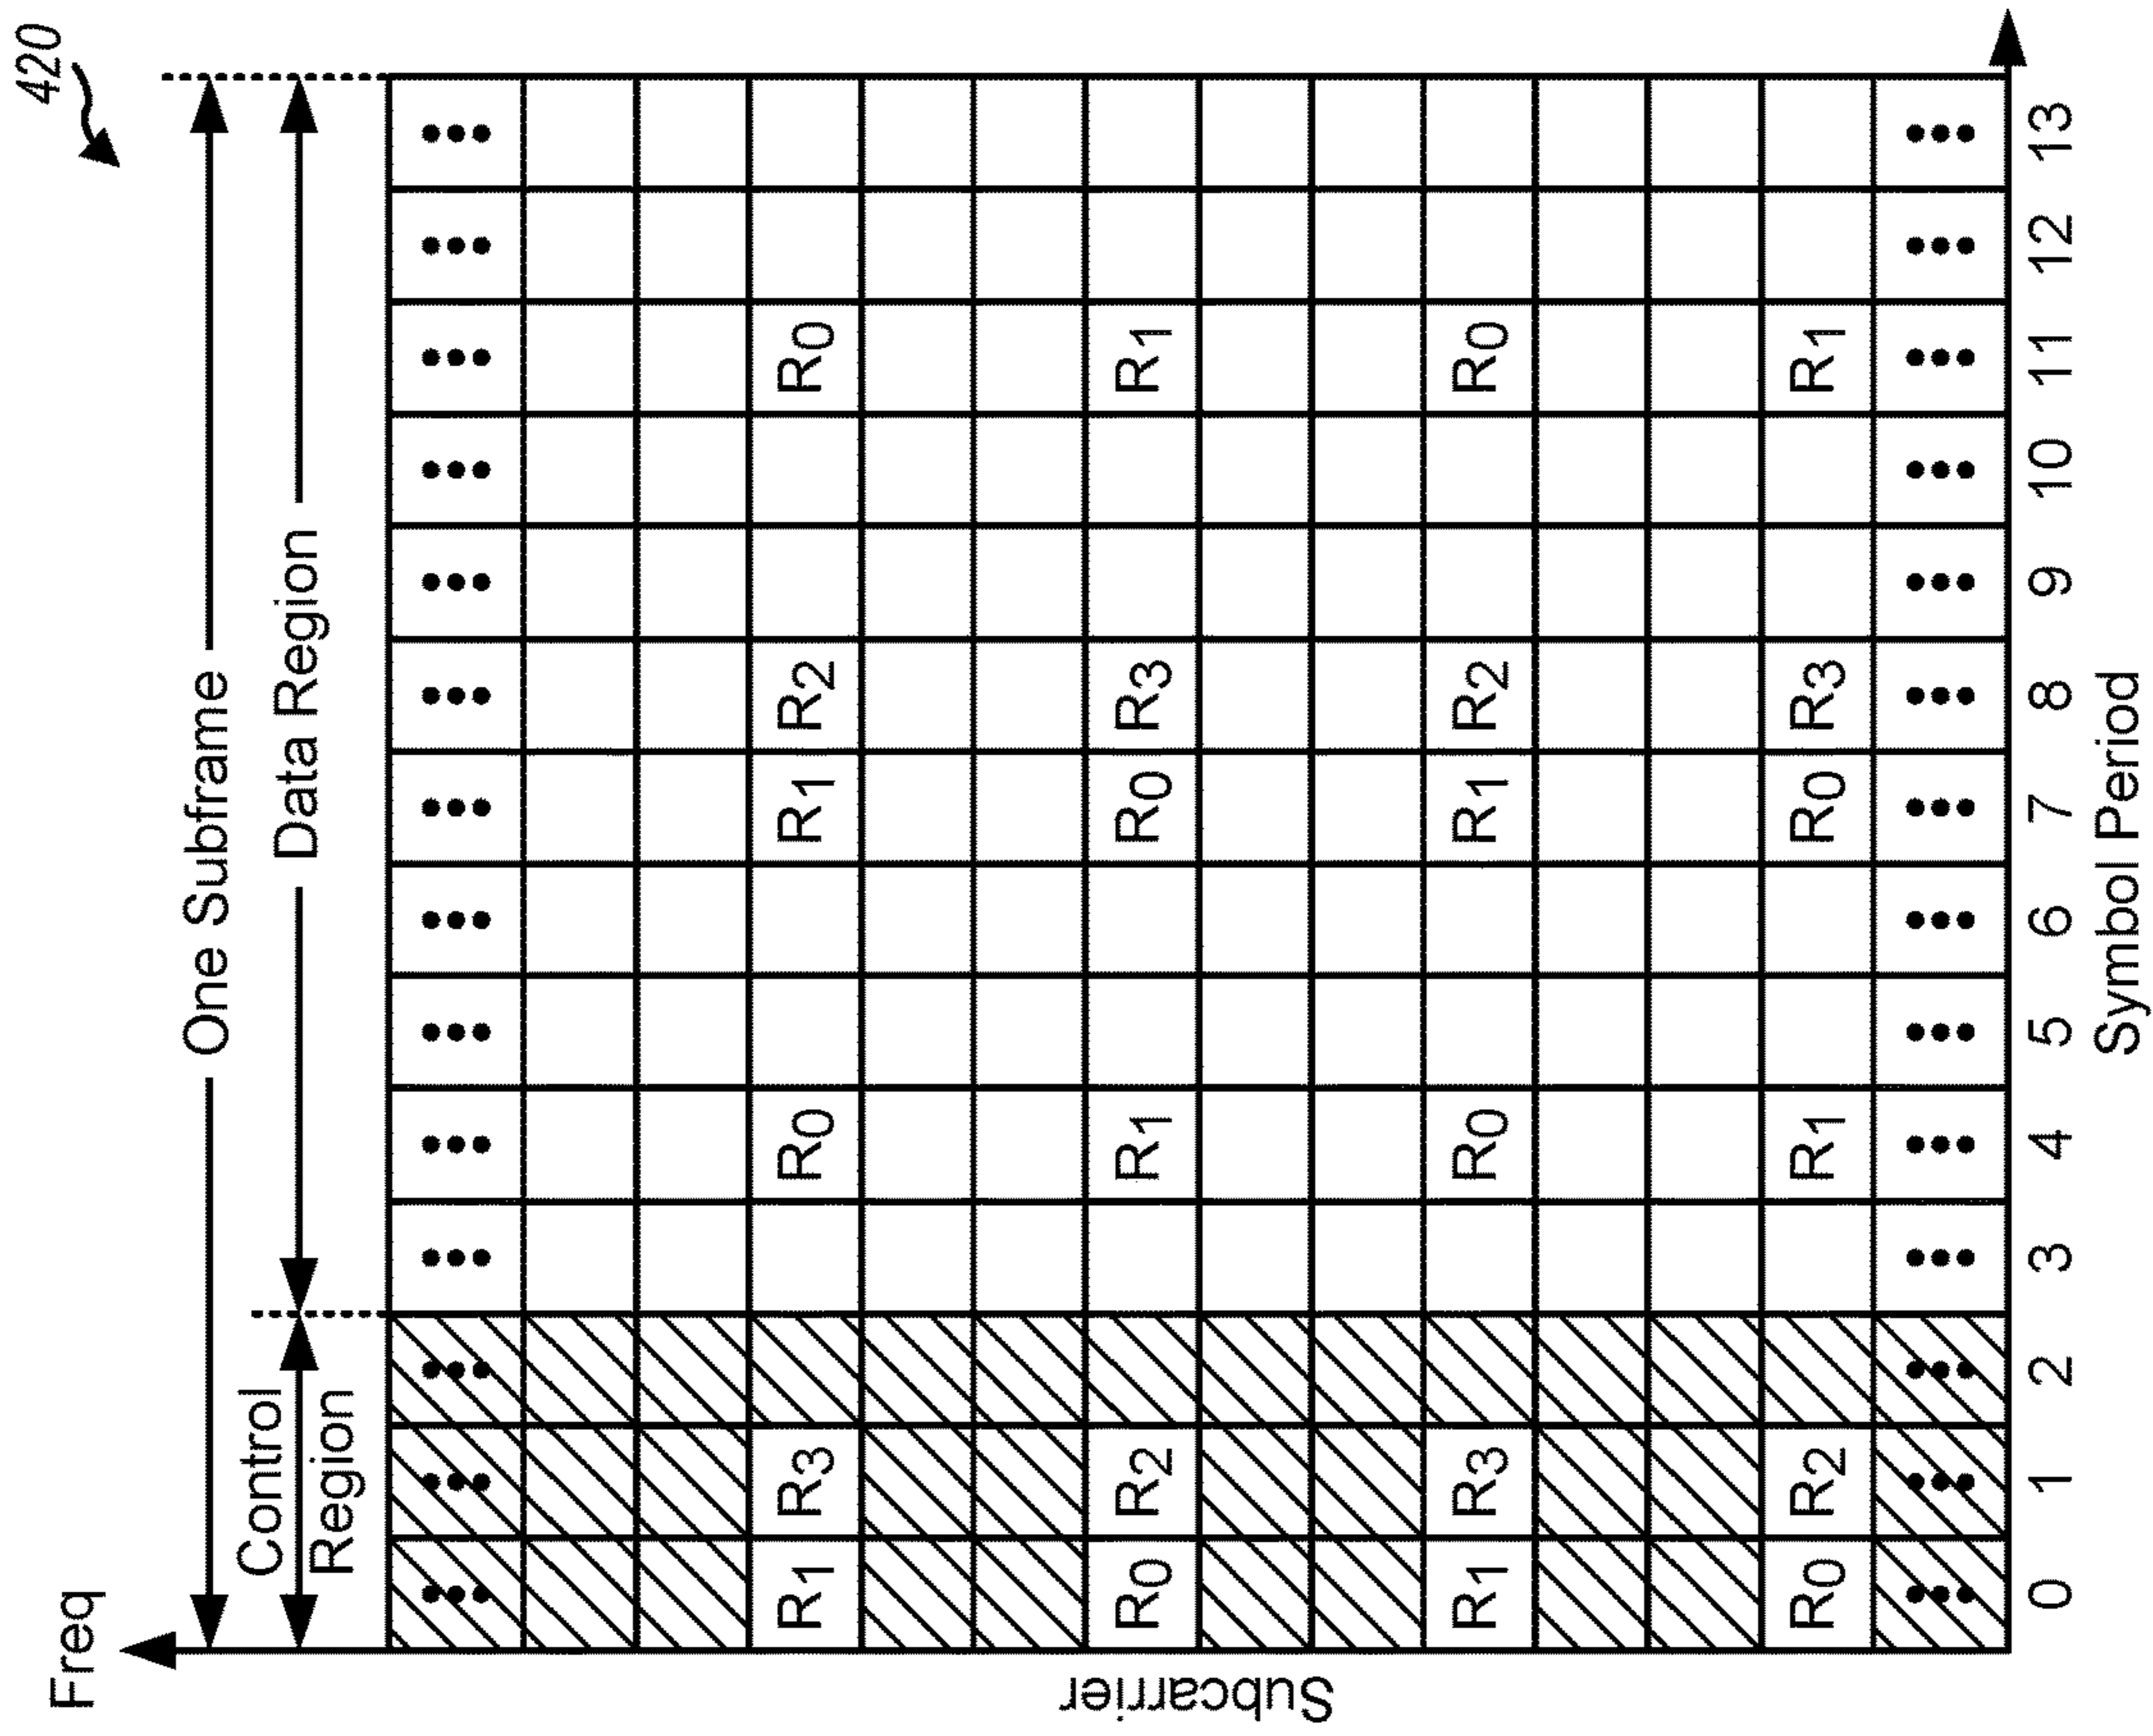 420
Freq
One Subframe
Control
Region
Data Region
R1 R3 R0 R1 R2 R0
R0 R2 R1 R0 R3 R1
Subcarrier
R1 R3 R0 R1 R2 R0
R0 R2 R1 R0 R3 R1
0 1 2 3 4 5 6 7 8 9 10 11 12 13
Symbol Period